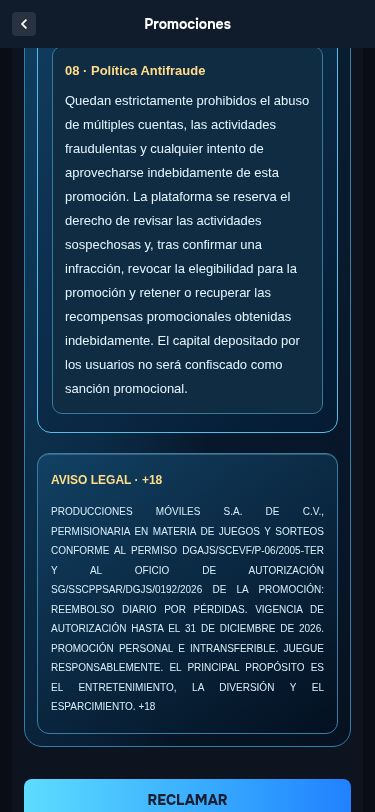 Promociones
08 · Política Antifraude
Quedan estrictamente prohibidos el abuso
de múltiples cuentas, las actividades
fraudulentas y cualquier intento de
aprovecharse indebidamente de esta
promoción. La plataforma se reserva el
derecho de revisar las actividades
sospechosas y, tras confirmar una
infracción, revocar la elegibilidad para la
promoción y retener o recuperar las
recompensas promocionales obtenidas
indebidamente. El capital depositado por
los usuarios no será confiscado como
sanción promocional.
AVISO LEGAL · +18
PRODUCCIONES MÓVILES S.A. DE C.V.,
PERMISIONARIA EN MATERIA DE JUEGOS Y SORTEOS
CONFORME AL PERMISO DGAJS/SCEVF/P-06/2005-TER
Y AL OFICIO DE AUTORIZACIÓN
SG/SSCPPSAR/DGJS/0192/2026 DE LA PROMOCIÓN:
REEMBOLSO DIARIO POR PÉRDIDAS. VIGENCIA DE
AUTORIZACIÓN HASTA EL 31 DE DICIEMBRE DE 2026.
PROMOCIÓN PERSONAL E INTRANSFERIBLE. JUEGUE
RESPONSABLEMENTE. EL PRINCIPAL PROPÓSITO ES
EL ENTRETENIMIENTO, LA DIVERSIÓN Y EL
ESPARCIMIENTO. +18
RECLAMAR